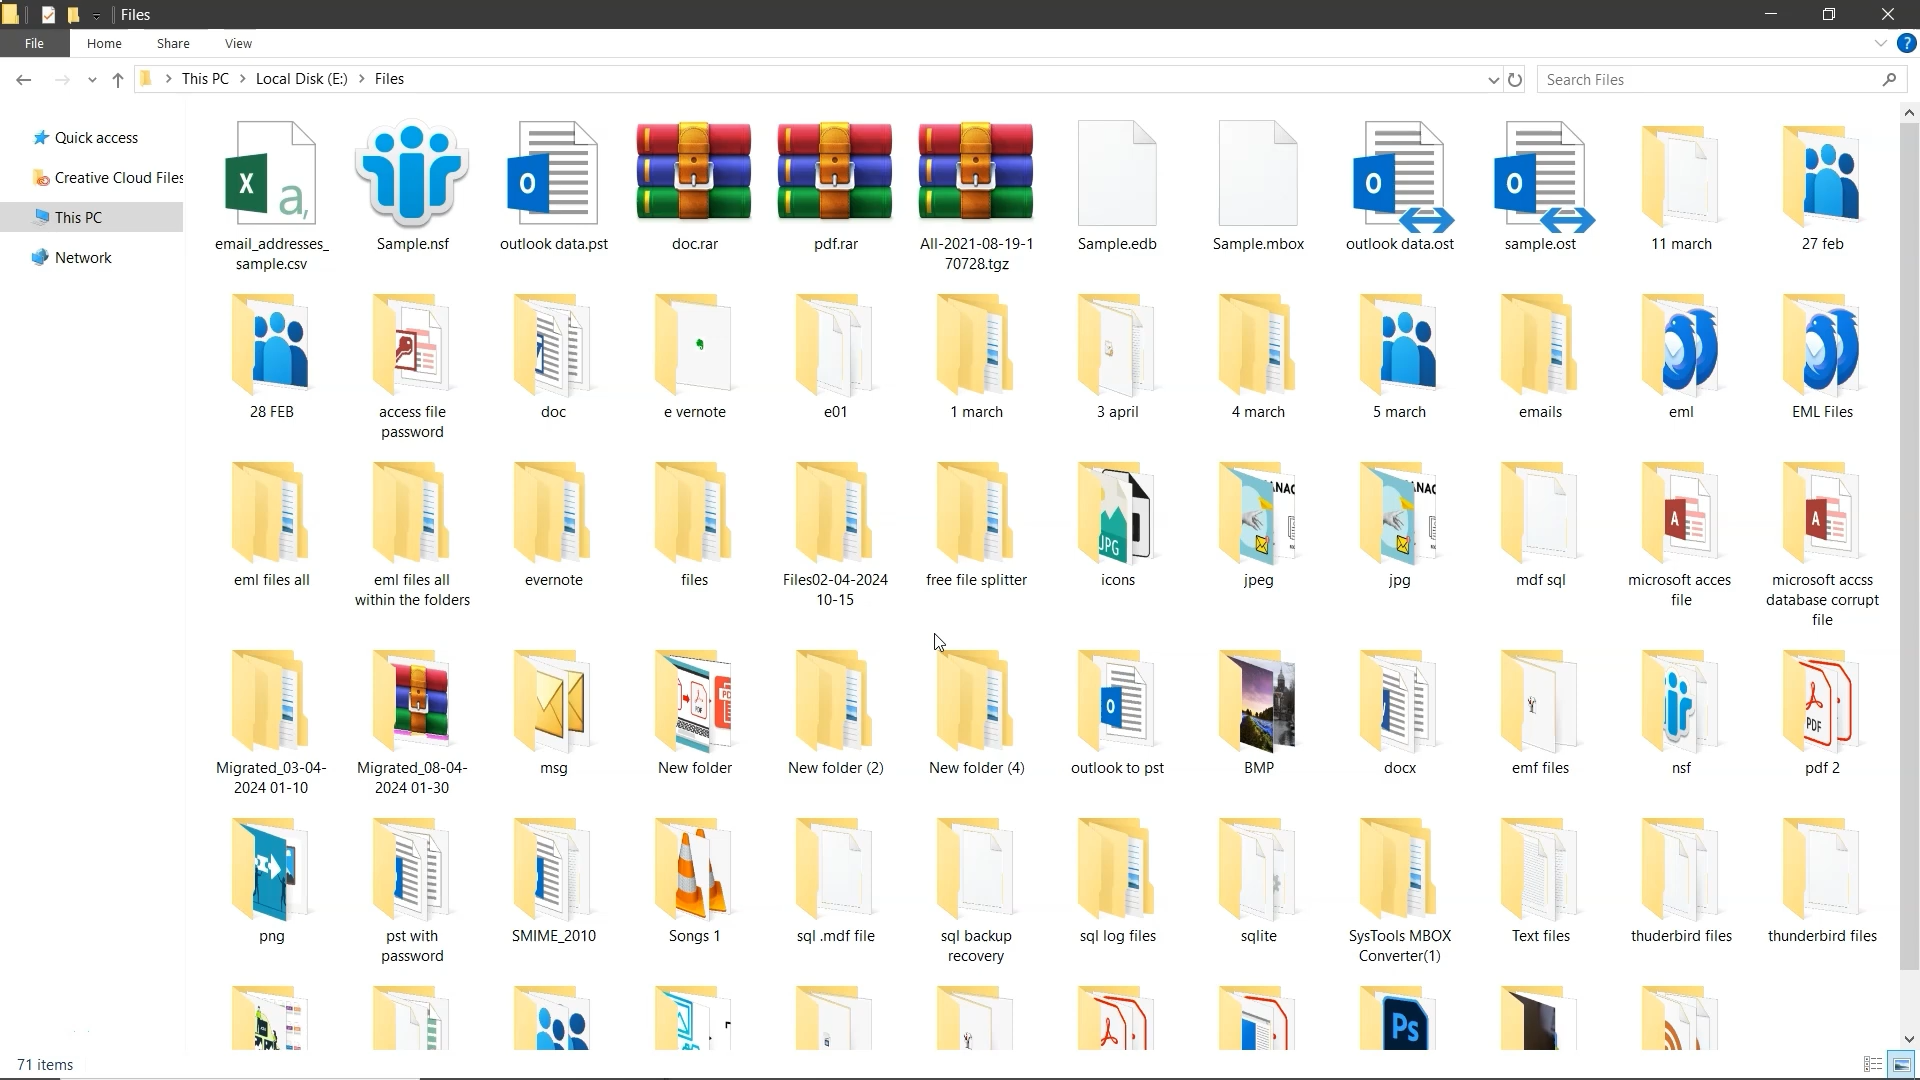 Files
File
Home
Share
View
?
This PC
Local Disk (E:)
Files
Search Files
Quick access
Creative Cloud Files
This PC
Network
X
a,
O
O
O
email_addresses_
sample.csv
Sample.nsf
outlook data.pst
doc.rar
pdf.rar
All-2021-08-19-1
70728.tgz
Sample.edb
Sample.mbox
outlook data.ost
sample.ost
11 march
27 feb
28 FEB
access file
password
doc
e vernote
e01
1 march
3 april
4 march
5 march
emails
eml
EML Files
JPG
A
A
eml files all
eml files all
within the folders
evernote
files
Files02-04-2024
10-15
free file splitter
icons
jpeg
jpg
mdf sql
microsoft acces
file
microsoft accss
database corrupt
file
PDF
O
PDF
Migrated_03-04-
2024 01-10
Migrated_08-04-
2024 01-30
msg
New folder
New folder (2)
New folder (4)
outlook to pst
BMP
docx
emf files
nsf
pdf 2
png
pst with
password
SMIME_2010
Songs 1
sql .mdf file
sql backup
recovery
sql log files
sqlite
SysTools MBOX
Converter(1)
Text files
thuderbird files
thunderbird files
Ps
71 items